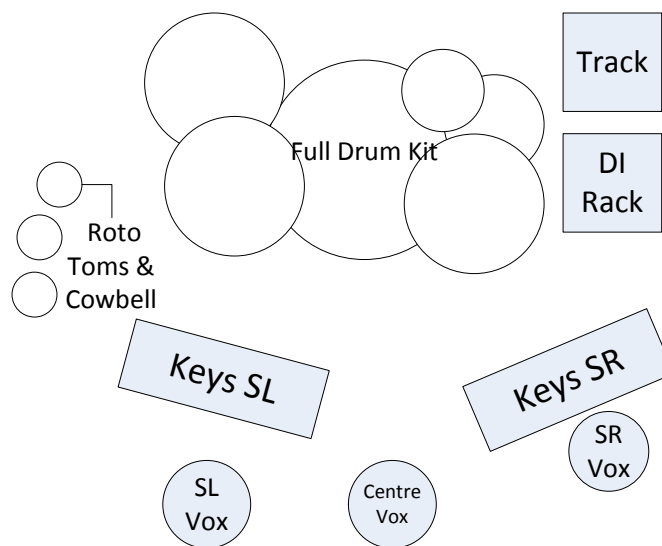 Track
Full Drum Kit
DI
Rack
Roto
Toms &
Cowbell
Keys SL
Keys SR
SR
Vox
SL
Vox
Centre
Vox